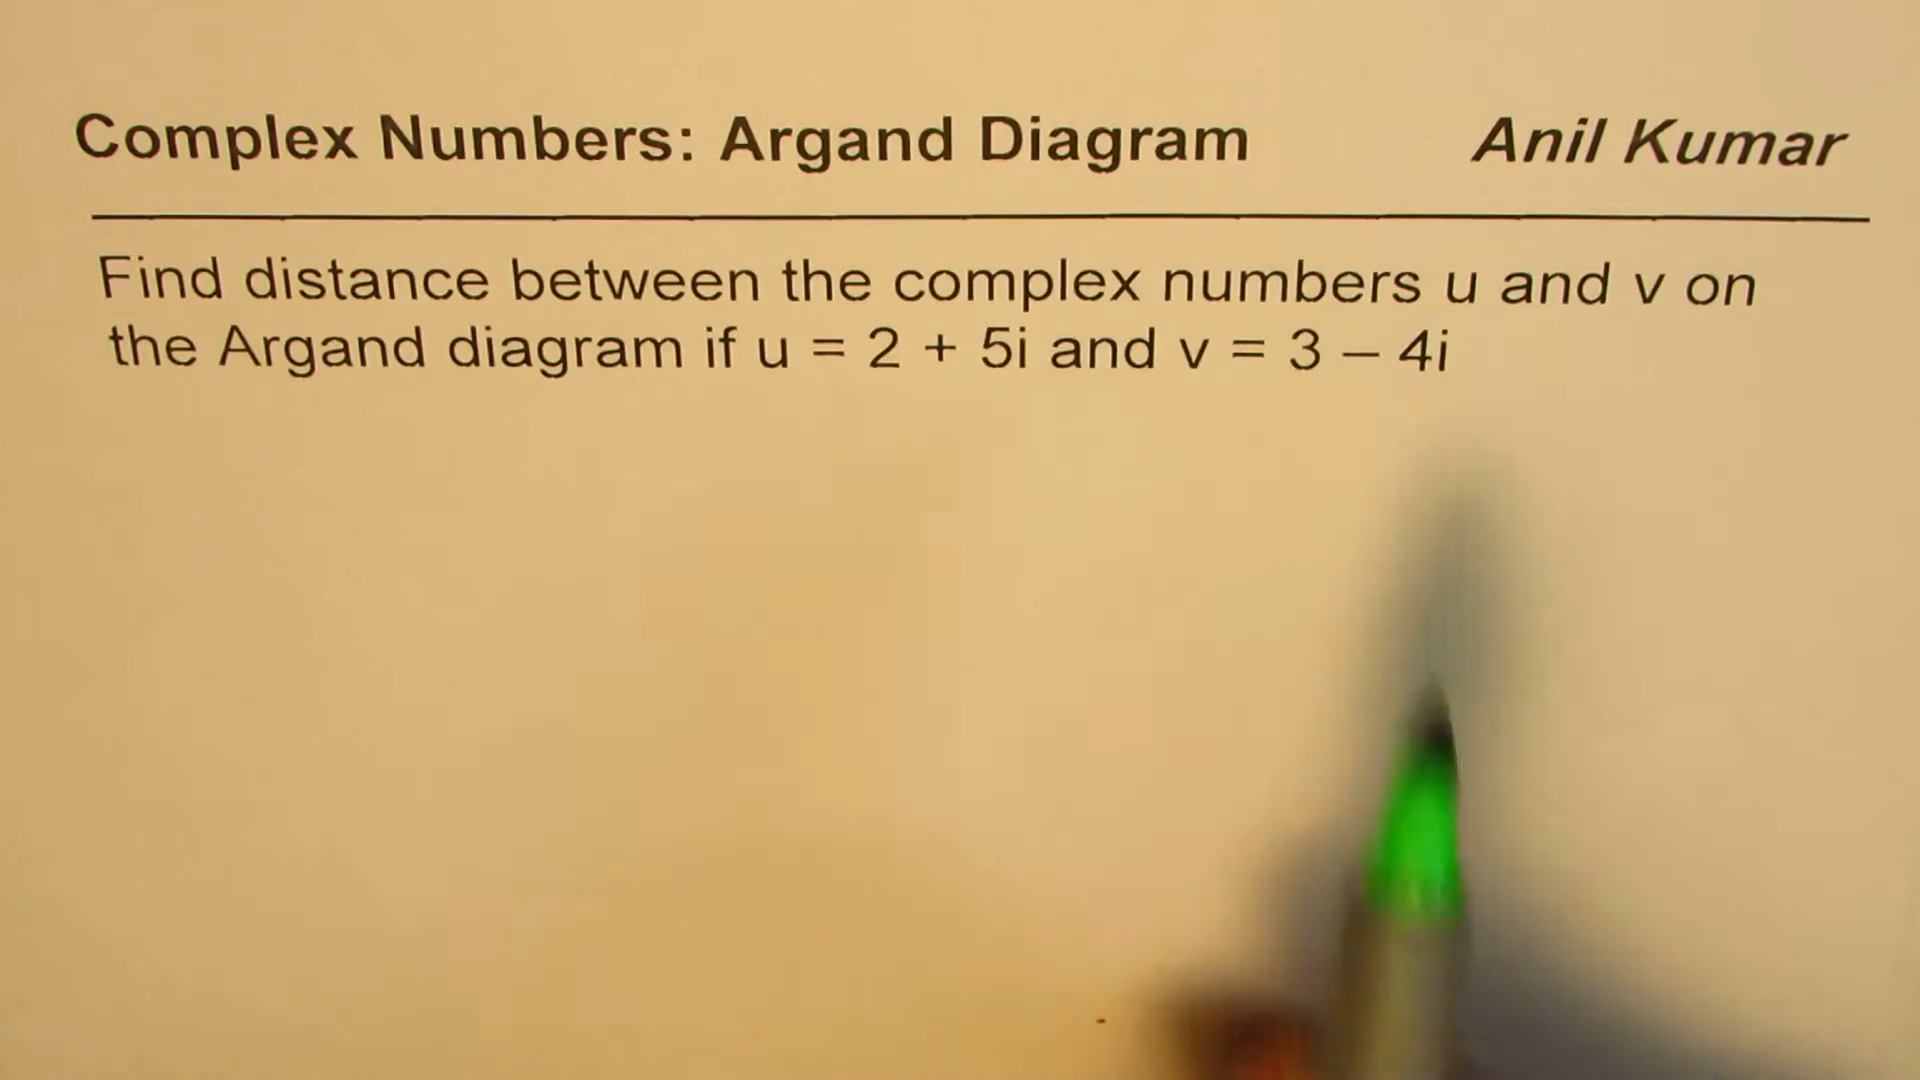 Complex Numbers: Argand Diagram Anil Kumar
Find distance between the complex numbers u and v on
the Argand diagram if u = 2 + 5i and v = 3 – 4i